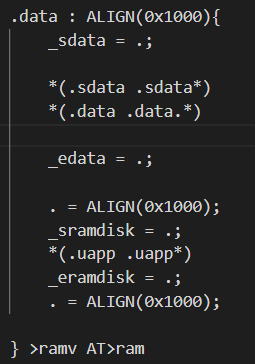 .data : ALIGN(0x1000){
_sdata = .;
*(.sdata .sdata*)
*(.data .data.*)
_edata = .;
. = ALIGN(0x1000);
_sramdisk = .;
*(.uapp .uapp*)
_eramdisk = .;
. = ALIGN(0x1000);
} >ramv AT>ram